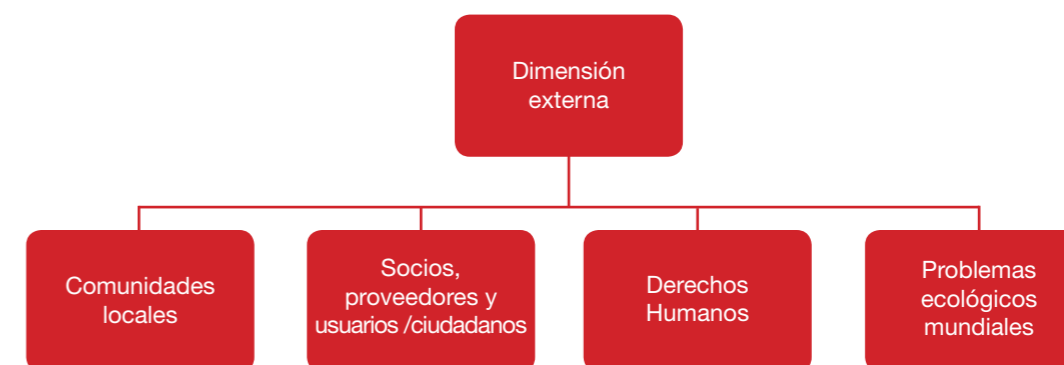 Dimensión
externa
Comunidades
locales
Socios,
proveedores y
usuarios /ciudadanos
Derechos
Humanos
Problemas
ecológicos
mundiales